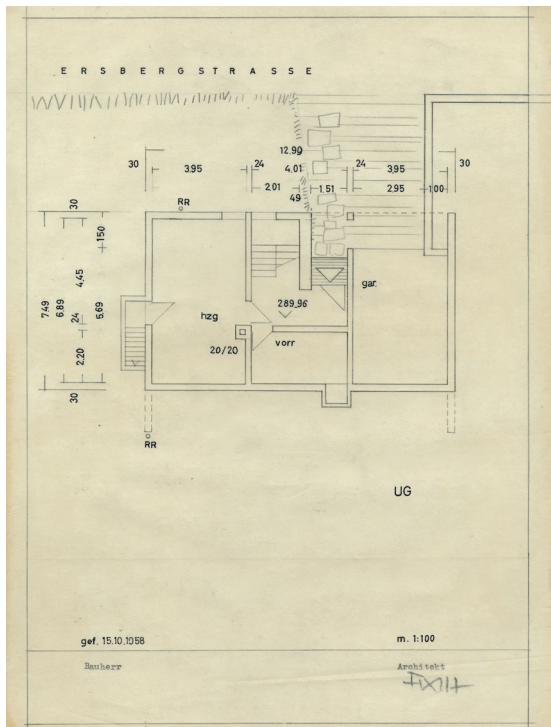 ERSBERGSTRASSE
12.90
30 3.95 24 4.01 24 3.95 30
2.01 1.51 2.95 1.00
49
RR
30
150
4.45
7.49 6.89 24 5.69
2.20
30
gar.
289,96
hzg
20/20 vorr
RR
UG
gef. 15.10.1958 m. 1:100
Bauherr Architekt